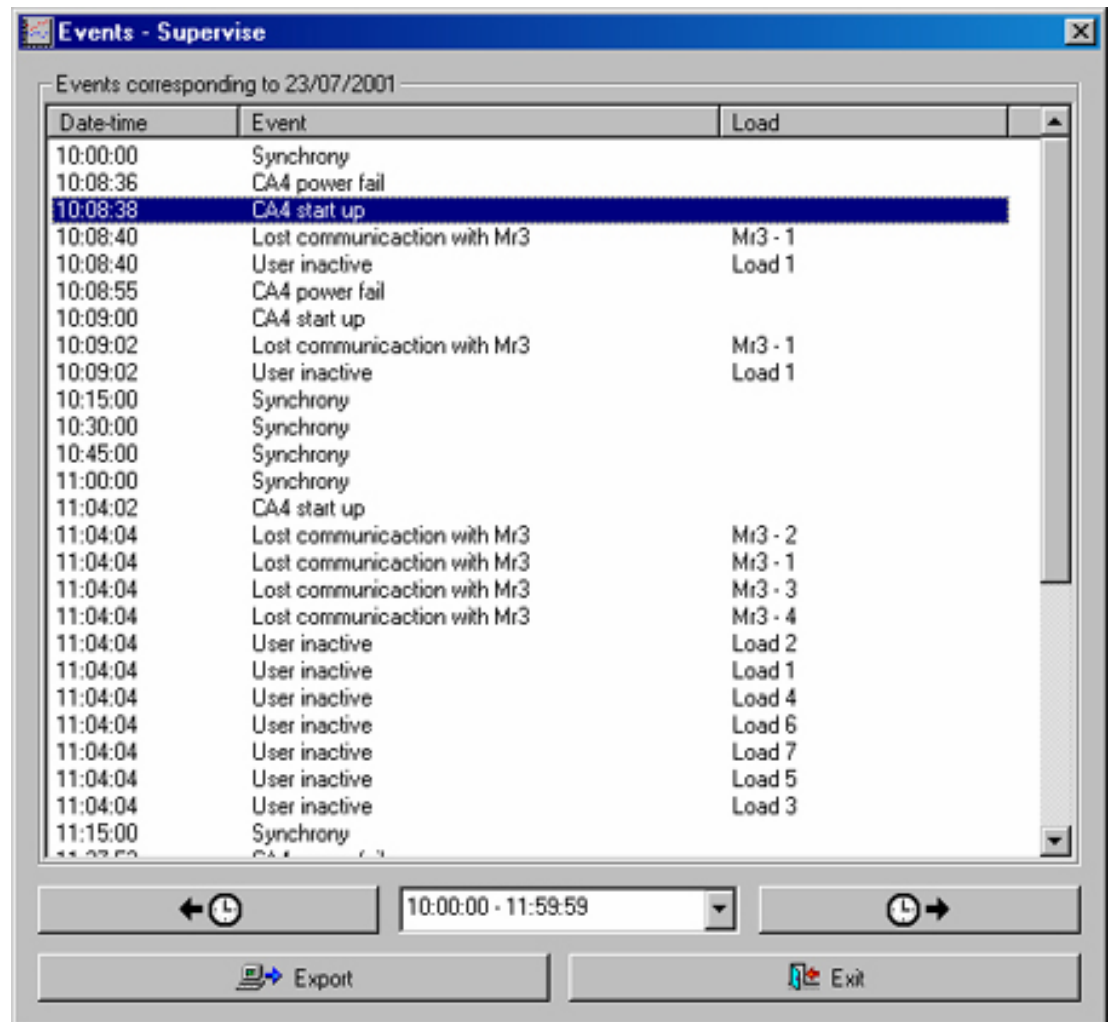 Events - Supervise
Events corresponding to 23/07/2001
Date-time Event Load
10:00:00 Synchrony
10:08:36 CA4 power fail
10:08:38 CA4 start up
10:08:40 Lost communicaction with Mr3 Mr3 - 1
10:08:40 User inactive Load 1
10:08:55 CA4 power fail
10:09:00 CA4 start up
10:09:02 Lost communicaction with Mr3 Mr3 - 1
10:09:02 User inactive Load 1
10:15:00 Synchrony
10:30:00 Synchrony
10:45:00 Synchrony
11:00:00 Synchrony
11:04:02 CA4 start up
11:04:04 Lost communicaction with Mr3 Mr3 - 2
11:04:04 Lost communicaction with Mr3 Mr3 - 1
11:04:04 Lost communicaction with Mr3 Mr3 - 3
11:04:04 Lost communicaction with Mr3 Mr3 - 4
11:04:04 User inactive Load 2
11:04:04 User inactive Load 1
11:04:04 User inactive Load 4
11:04:04 User inactive Load 6
11:04:04 User inactive Load 7
11:04:04 User inactive Load 5
11:04:04 User inactive Load 3
11:15:00 Synchrony
10:00:00 - 11:59:59
Export Exit